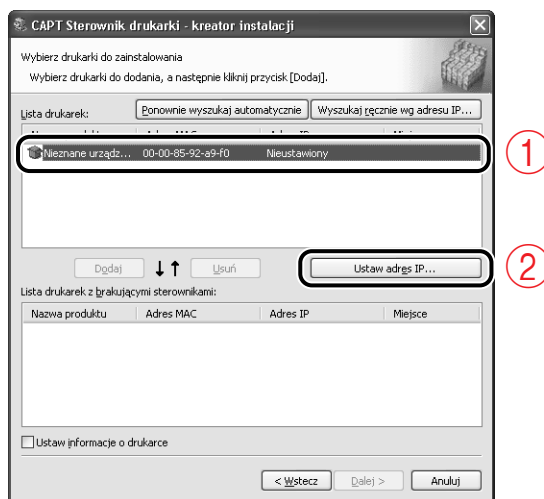 CAPT Sterownik drukarki - kreator instalacji
Wybierz drukarki do zainstalowania
Wybierz drukarki do dodania, a następnie kliknij przycisk [Dodaj].
Lista drukarek: Ponownie wyszukaj automatycznie Wyszukaj ręcznie wg adresu IP...
Nieznane urządz... 00-00-85-92-a9-f0 Nieustawiony
1
Dodaj ↓↑ Usuń Ustaw adres IP...
2
Lista drukarek z brakującymi sterownikami:
Nazwa produktu Adres MAC Adres IP Miejsce
Ustaw informacje o drukarce
< Wstecz Dalej > Anuluj